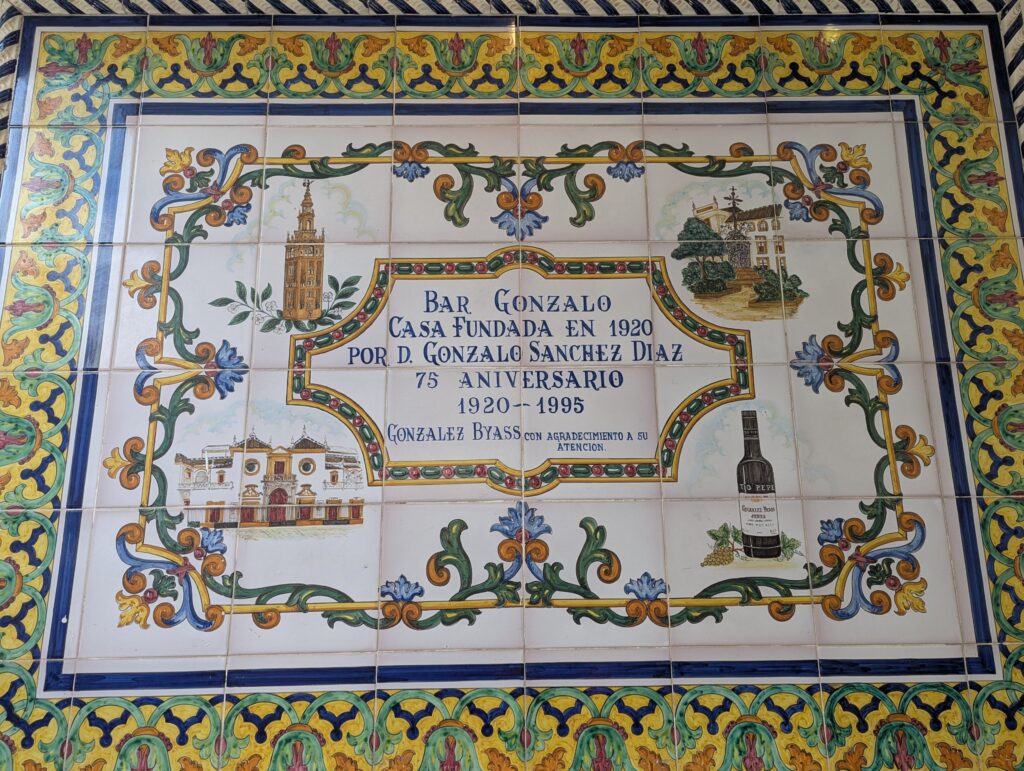 BAR GONZALO
CASA FUNDADA EN 1920
POR D. GONZALO SANCHEZ DIAZ
75 ANIVERSARIO
1920-1995
GONZALEZ BYASS CON AGRADECIMIENTO A SU
ATENCION.
TIO PEPE
GONZALEZ BYASS
JEREZ